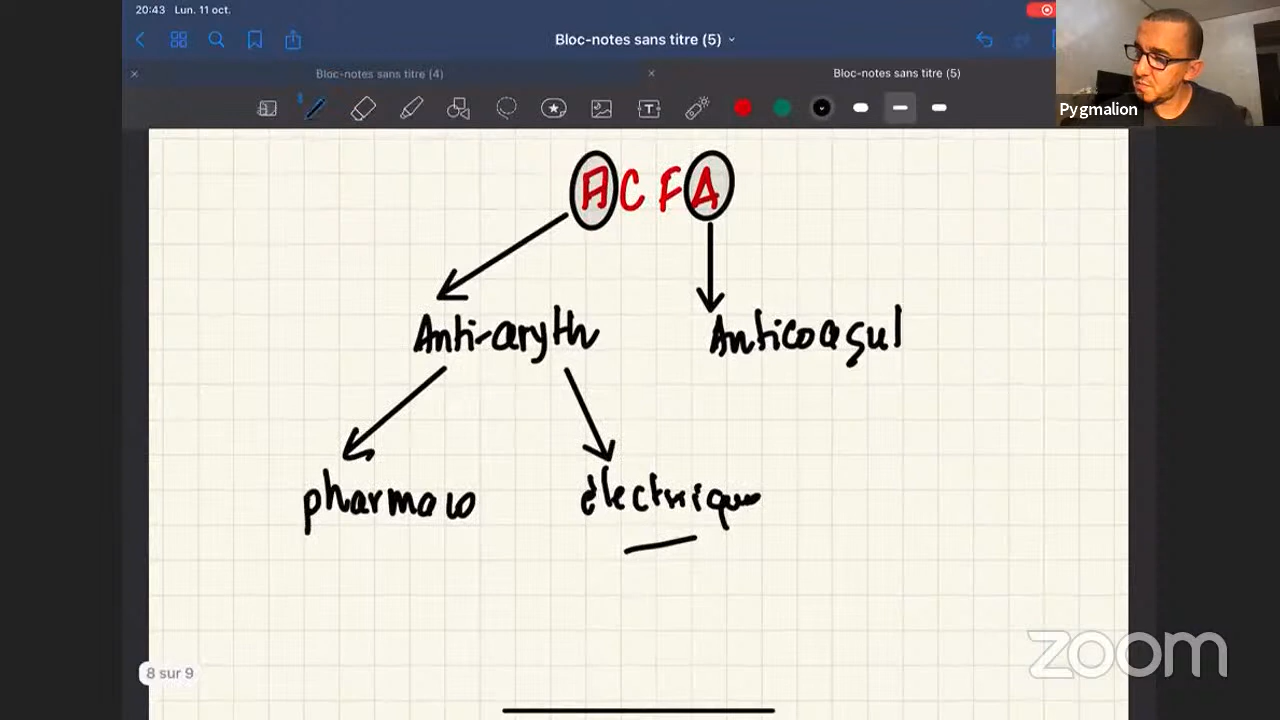 20:43 Lun. 11 oct.
Bloc-notes sans titre (5)
Bloc-notes sans titre (4) Bloc-notes sans titre (5)
Pygmalion
ACFA
Anti-aryth Anticoagul
pharmaco électrique
8 sur 9
zoom